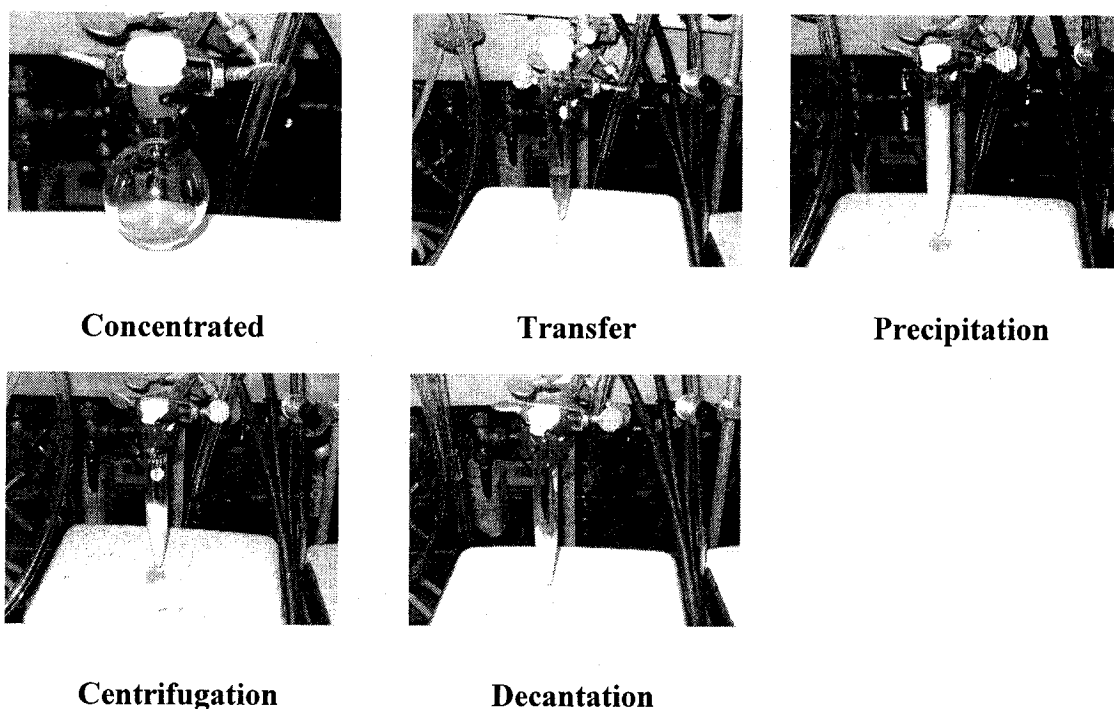 Concentrated
Transfer
Precipitation
Centrifugation
Decantation